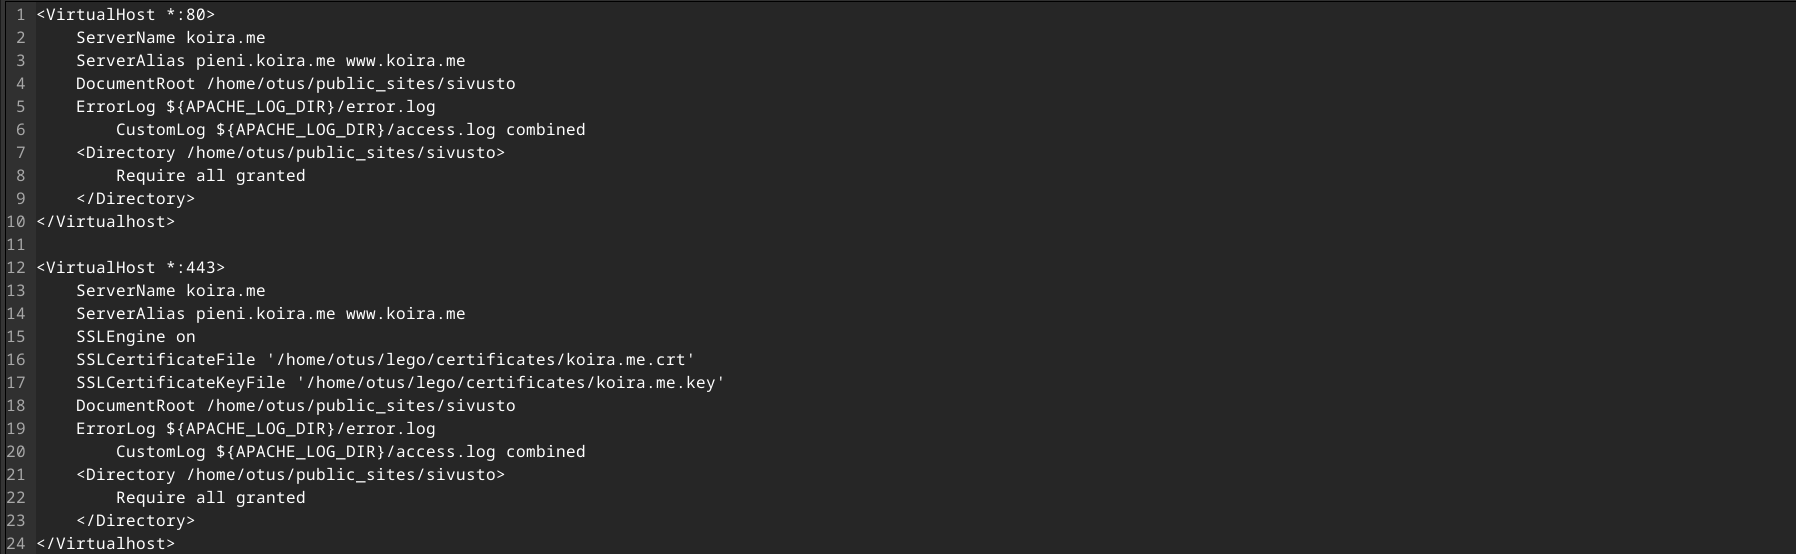 1 <VirtualHost *:80>
2     ServerName koira.me
3     ServerAlias pieni.koira.me www.koira.me
4     DocumentRoot /home/otus/public_sites/sivusto
5     ErrorLog ${APACHE_LOG_DIR}/error.log
6         CustomLog ${APACHE_LOG_DIR}/access.log combined
7     <Directory /home/otus/public_sites/sivusto>
8         Require all granted
9     </Directory>
10 </Virtualhost>
11
12 <VirtualHost *:443>
13     ServerName koira.me
14     ServerAlias pieni.koira.me www.koira.me
15     SSLEngine on
16     SSLCertificateFile '/home/otus/lego/certificates/koira.me.crt'
17     SSLCertificateKeyFile '/home/otus/lego/certificates/koira.me.key'
18     DocumentRoot /home/otus/public_sites/sivusto
19     ErrorLog ${APACHE_LOG_DIR}/error.log
20         CustomLog ${APACHE_LOG_DIR}/access.log combined
21     <Directory /home/otus/public_sites/sivusto>
22         Require all granted
23     </Directory>
24 </Virtualhost>